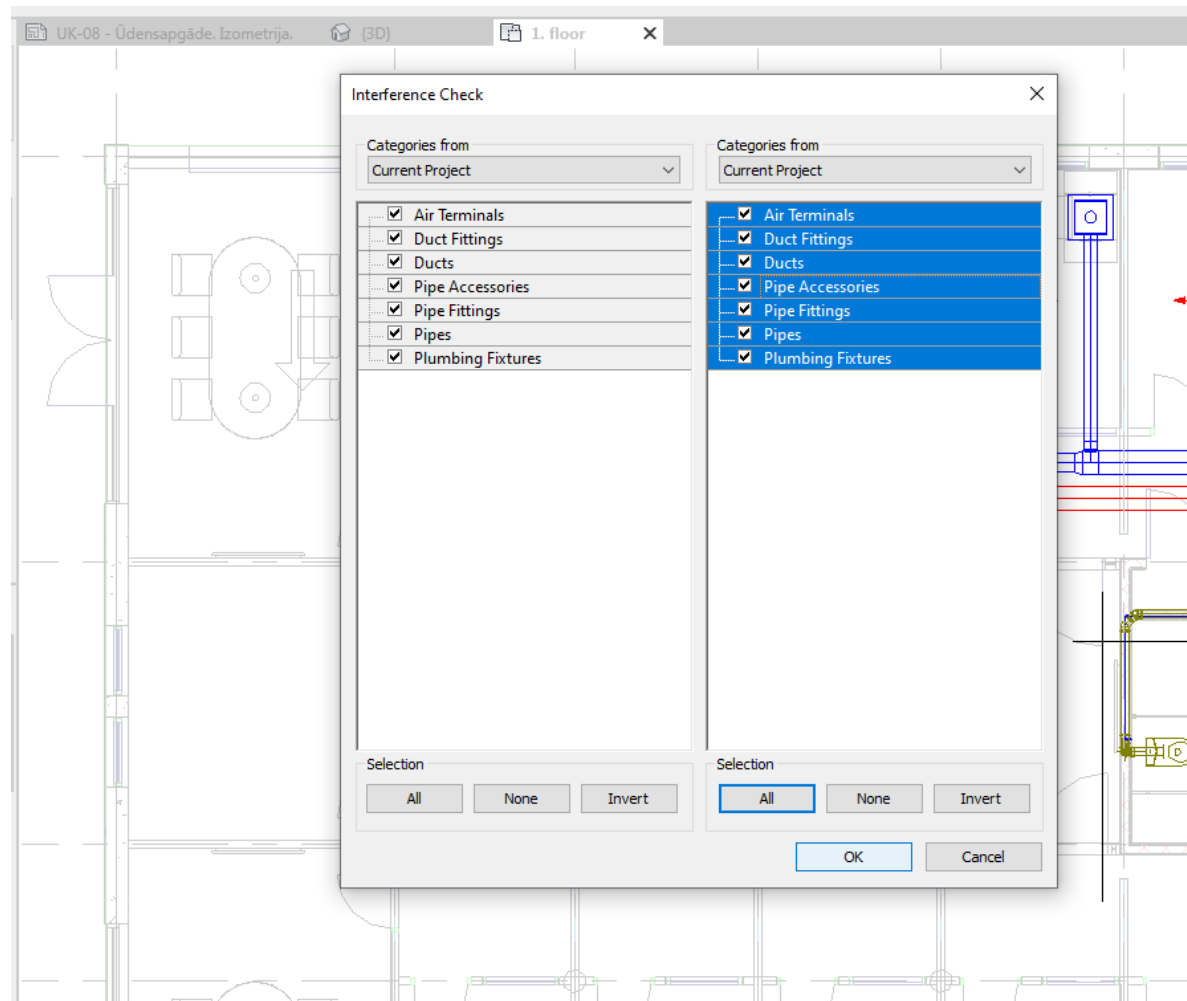 UK-08 - Ūdensapgāde. Izometrija. {3D} 1. floor
Interference Check
Categories from Categories from
Current Project Current Project
Air Terminals Air Terminals
Duct Fittings Duct Fittings
Ducts Ducts
Pipe Accessories Pipe Accessories
Pipe Fittings Pipe Fittings
Pipes Pipes
Plumbing Fixtures Plumbing Fixtures
Selection Selection
All None Invert All None Invert
OK Cancel